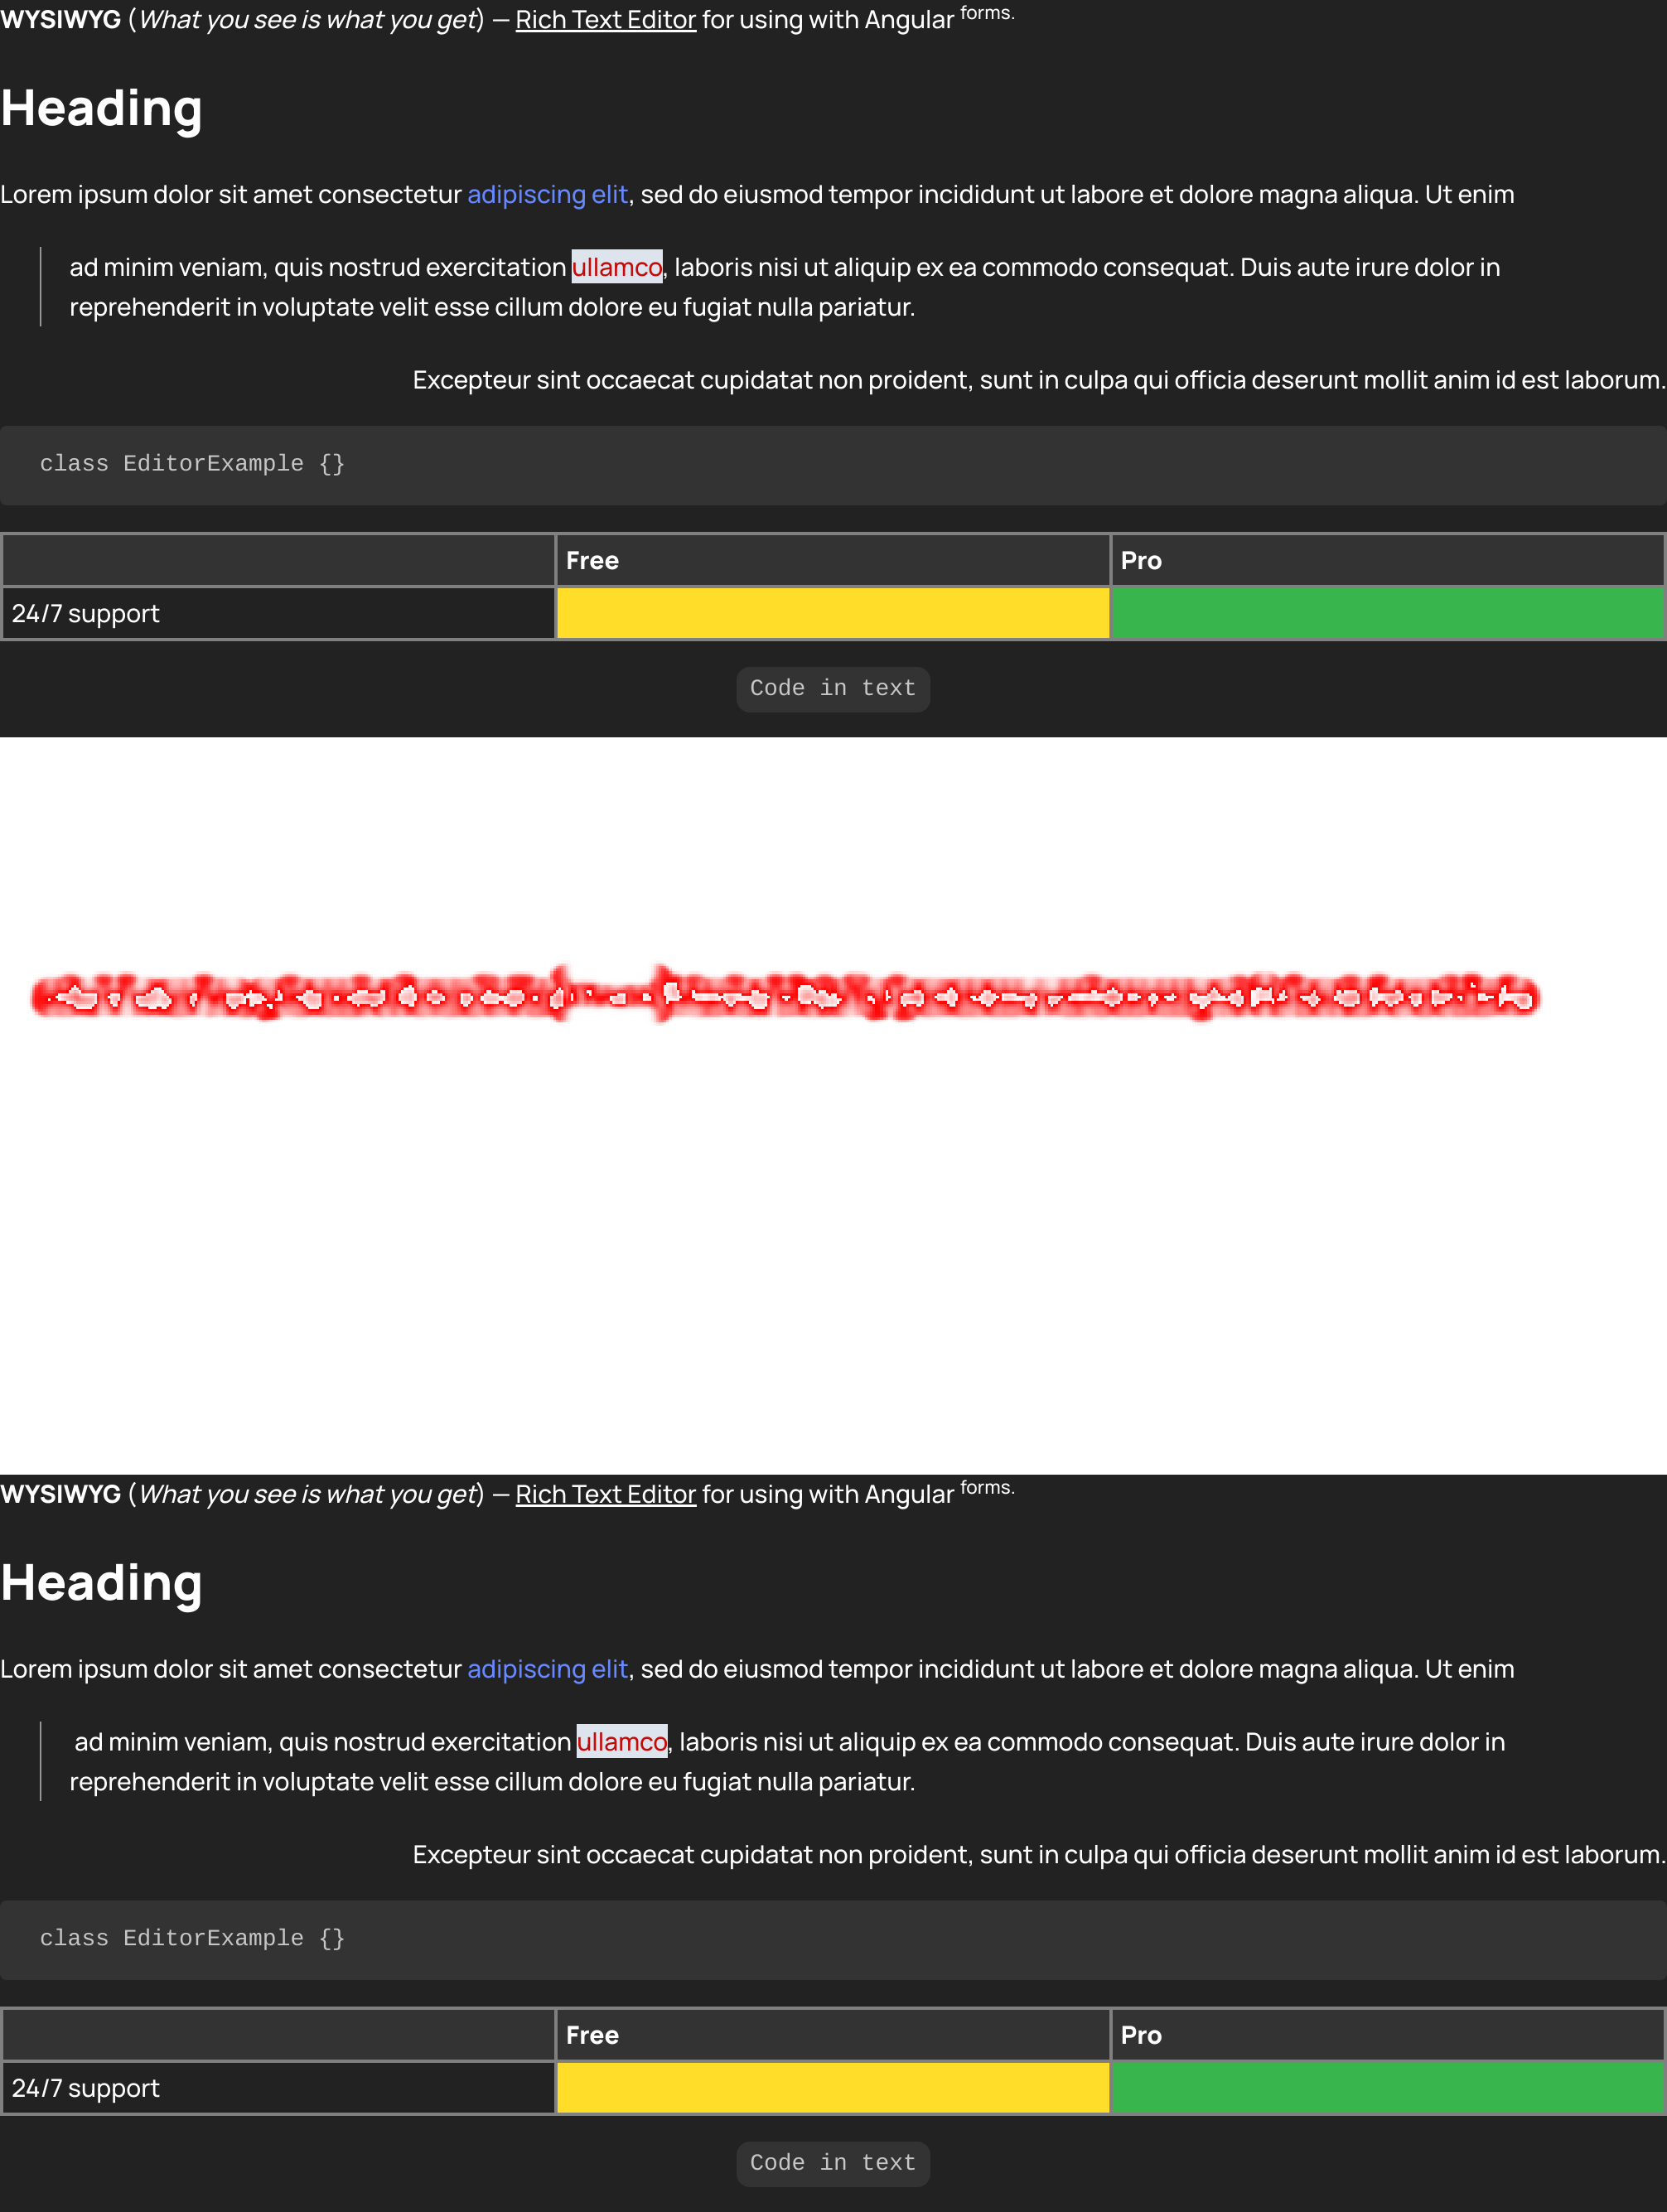 WYSIWYG (What you see is what you get) — Rich Text Editor for using with Angular forms.
Heading
Lorem ipsum dolor sit amet consectetur adipiscing elit, sed do eiusmod tempor incididunt ut labore et dolore magna aliqua. Ut enim
ad minim veniam, quis nostrud exercitation ullamco, laboris nisi ut aliquip ex ea commodo consequat. Duis aute irure dolor in
reprehenderit in voluptate velit esse cillum dolore eu fugiat nulla pariatur.
Excepteur sint occaecat cupidatat non proident, sunt in culpa qui officia deserunt mollit anim id est laborum.
class EditorExample {}
Free Pro
24/7 support
Code in text
WYSIWYG (What you see is what you get) — Rich Text Editor for using with Angular forms.
Heading
Lorem ipsum dolor sit amet consectetur adipiscing elit, sed do eiusmod tempor incididunt ut labore et dolore magna aliqua. Ut enim
ad minim veniam, quis nostrud exercitation ullamco, laboris nisi ut aliquip ex ea commodo consequat. Duis aute irure dolor in
reprehenderit in voluptate velit esse cillum dolore eu fugiat nulla pariatur.
Excepteur sint occaecat cupidatat non proident, sunt in culpa qui officia deserunt mollit anim id est laborum.
class EditorExample {}
Free Pro
24/7 support
Code in text